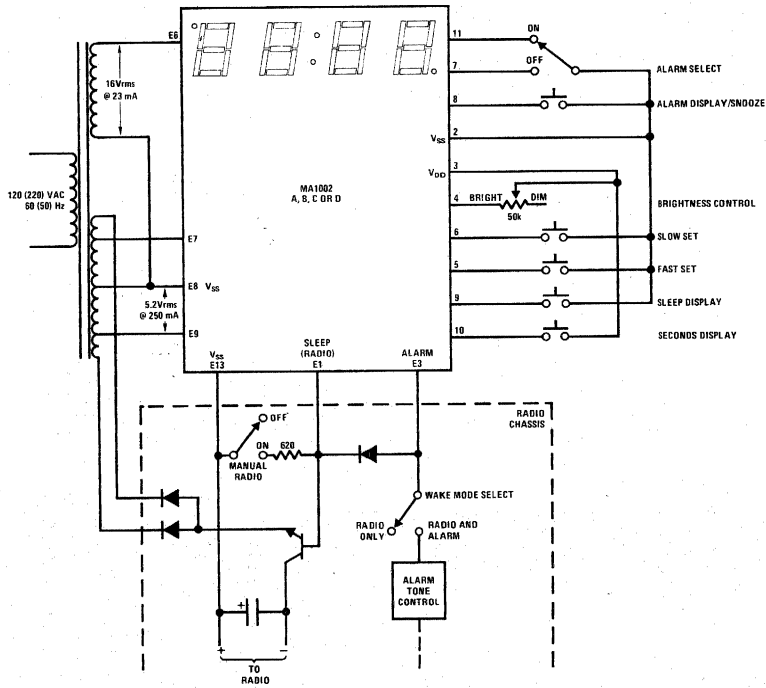 E6
11
ON
7
OFF
ALARM SELECT
16Vrms
@ 23 mA
8
ALARM DISPLAY/SNOOZE
VSS 2
VDD 3
120 (220) VAC
60 (50) Hz
MA1002
A, B, C OR D
4 BRIGHT DIM
50k
BRIGHTNESS CONTROL
E7
6
SLOW SET
E8 VSS
5
FAST SET
5.2Vrms
@ 250 mA
9
SLEEP DISPLAY
E9
10
SECONDS DISPLAY
VSS
E13
SLEEP
(RADIO)
E1
ALARM
E3
RADIO
CHASSIS
OFF
ON 620
MANUAL
RADIO
WAKE MODE SELECT
RADIO
ONLY
RADIO AND
ALARM
ALARM
TONE
CONTROL
+
+ −
TO
RADIO